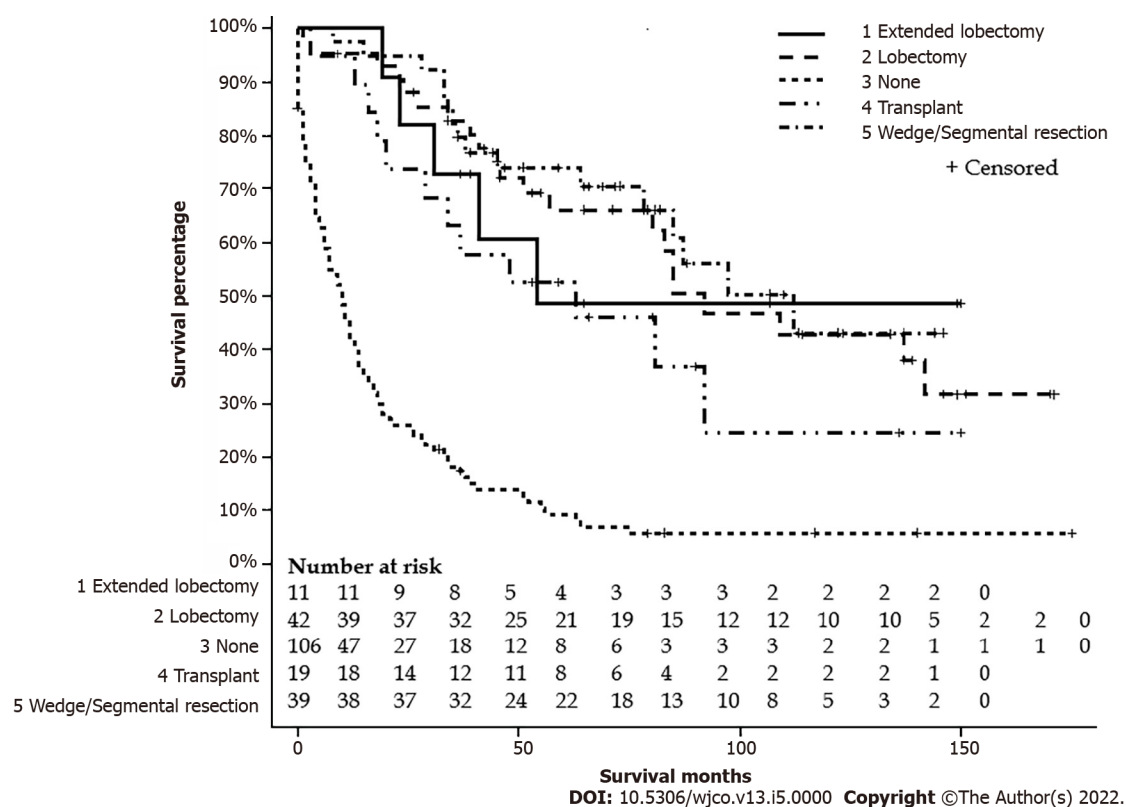 100%
90%
80%
70%
60%
50%
40%
30%
20%
10%
0%
Survival percentage
1 Extended lobectomy
2 Lobectomy
3 None
4 Transplant
5 Wedge/Segmental resection
+ Censored
Number at risk
1 Extended lobectomy 11 11 9 8 5 4 3 3 3 2 2 2 2 0
2 Lobectomy 42 39 37 32 25 21 19 15 12 12 10 10 5 2 2 0
3 None 106 47 27 18 12 8 6 3 3 3 2 2 1 1 1 0
4 Transplant 19 18 14 12 11 8 6 4 2 2 2 2 1 0
5 Wedge/Segmental resection 39 38 37 32 24 22 18 13 10 8 5 3 2 0
0 50 100 150
Survival months
DOI: 10.5306/wjco.v13.i5.0000 Copyright ©The Author(s) 2022.